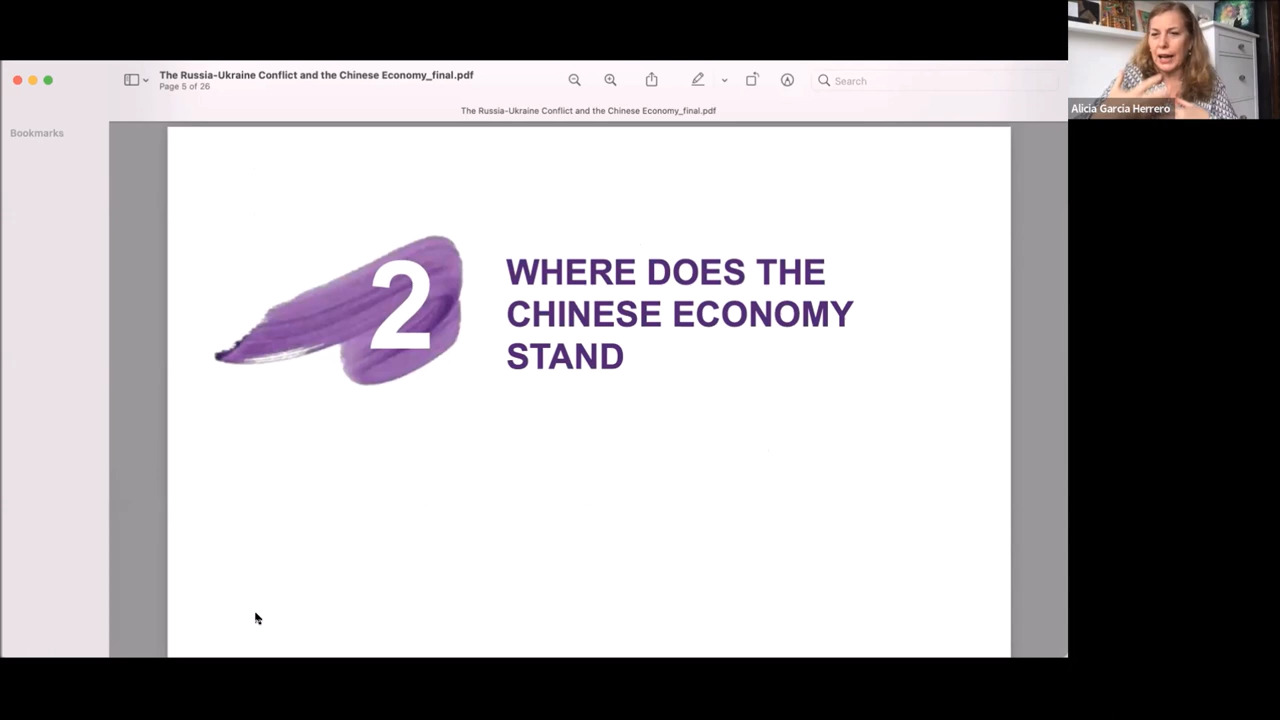 The Russia-Ukraine Conflict and the Chinese Economy_final.pdf
Page 5 of 26
Search
Alicia Garcia Herrero
The Russia-Ukraine Conflict and the Chinese Economy_final.pdf
Bookmarks
2
WHERE DOES THE
CHINESE ECONOMY
STAND